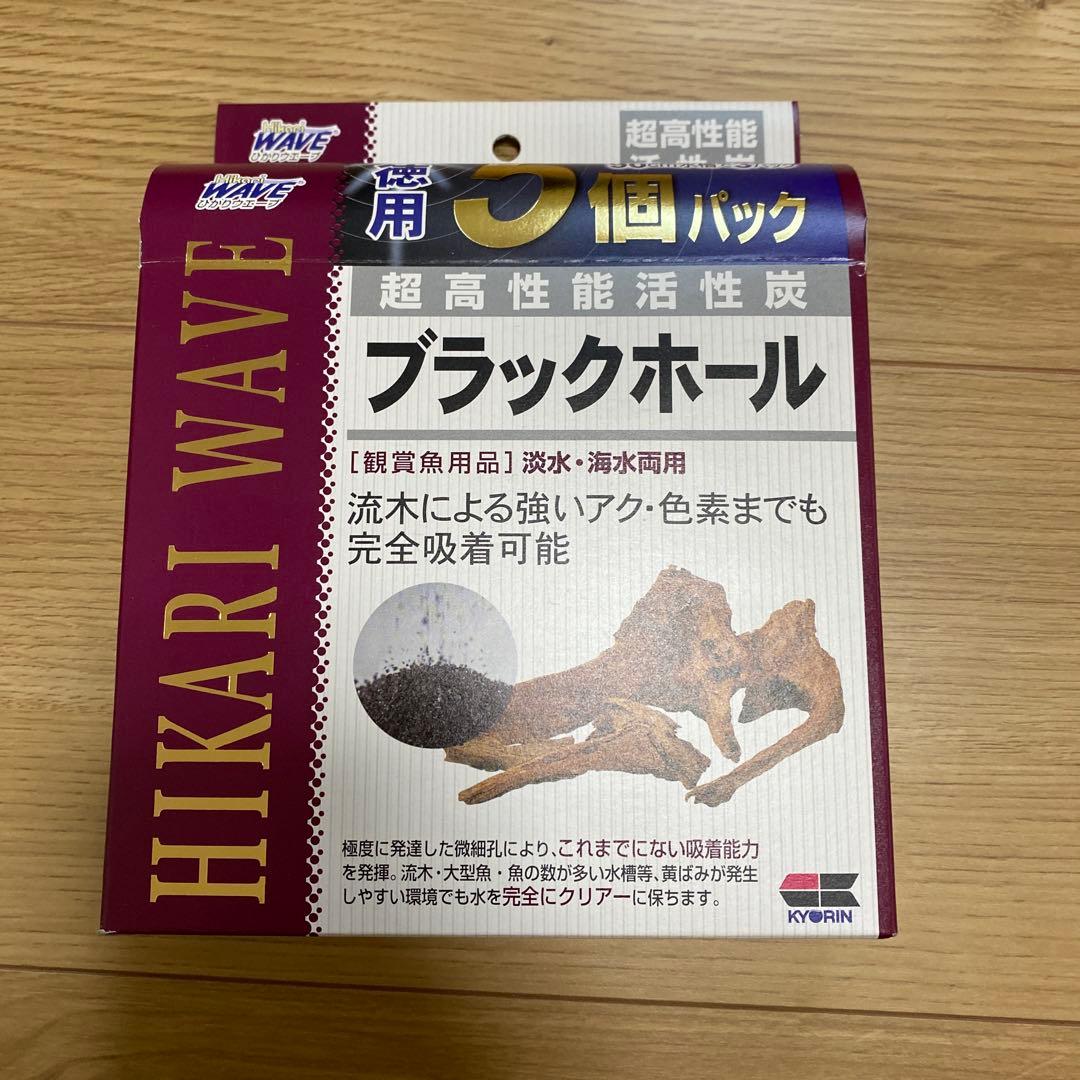 Hikari
WAVE
ひかりウエーブ
超高性能
活性炭
Hikari
WAVE
ひかりウエーブ
徳用
5個パック
HIKARI WAVE
超高性能活性炭
ブラックホール
[観賞魚用品]淡水・海水両用
流木による強いアク・色素までも
完全吸着可能
極度に発達した微細孔により、これまでにない吸着能力
を発揮。流木・大型魚・魚の数が多い水槽等、黄ばみが発生
しやすい環境でも水を完全にクリアーに保ちます。
KYORIN